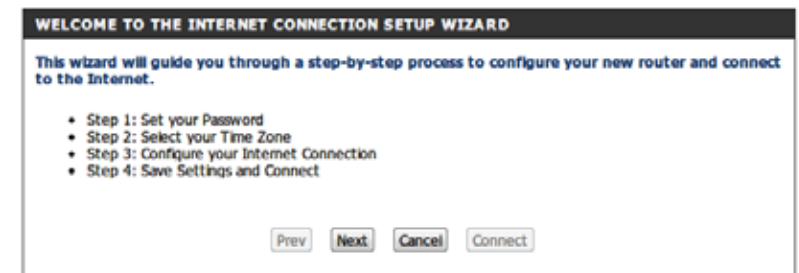 WELCOME TO THE INTERNET CONNECTION SETUP WIZARD
This wizard will guide you through a step-by-step process to configure your new router and connect
to the Internet.
• Step 1: Set your Password
• Step 2: Select your Time Zone
• Step 3: Configure your Internet Connection
• Step 4: Save Settings and Connect
Prev Next Cancel Connect